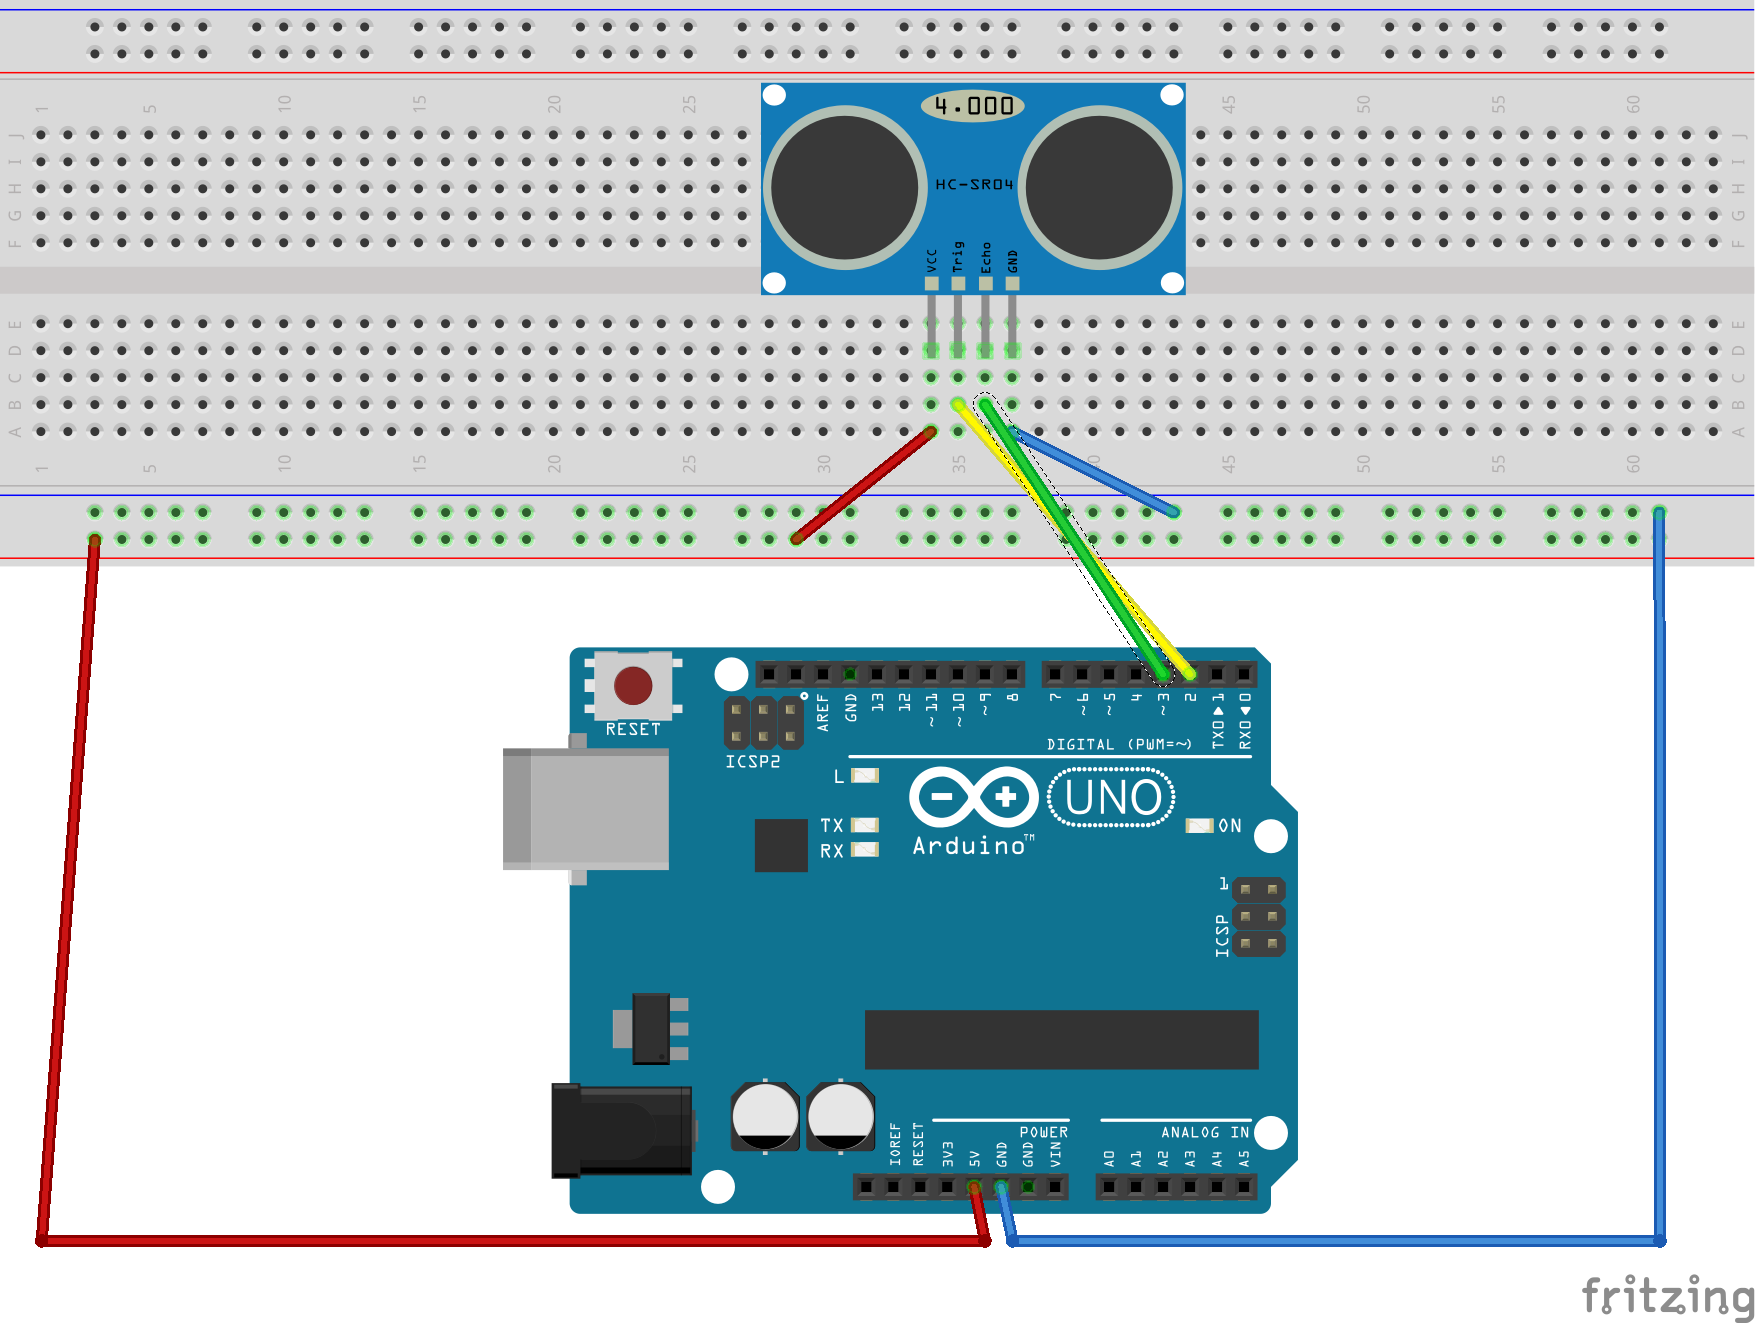 1 5 10 15 20 25 45 50 55 60
4.000
J J
I I
H H
G G
F F
HC-SR04
VCC Trig Echo GND
E E
D D
C C
B B
A A
1 5 10 15 20 25 30 35 45 50 55 60
RESET
AREF GND 13 12 ~11 ~10 ~9 8 7 ~6 ~5 4 ~3 2 TX0▶1 RX0◀0
ICSP2
DIGITAL (PWM=~)
L
UNO
TX
RX
ON
Arduino™
1
ICSP
POWER ANALOG IN
IOREF RESET 3V3 5V GND GND VIN A0 A1 A2 A3 A4 A5
fritzing